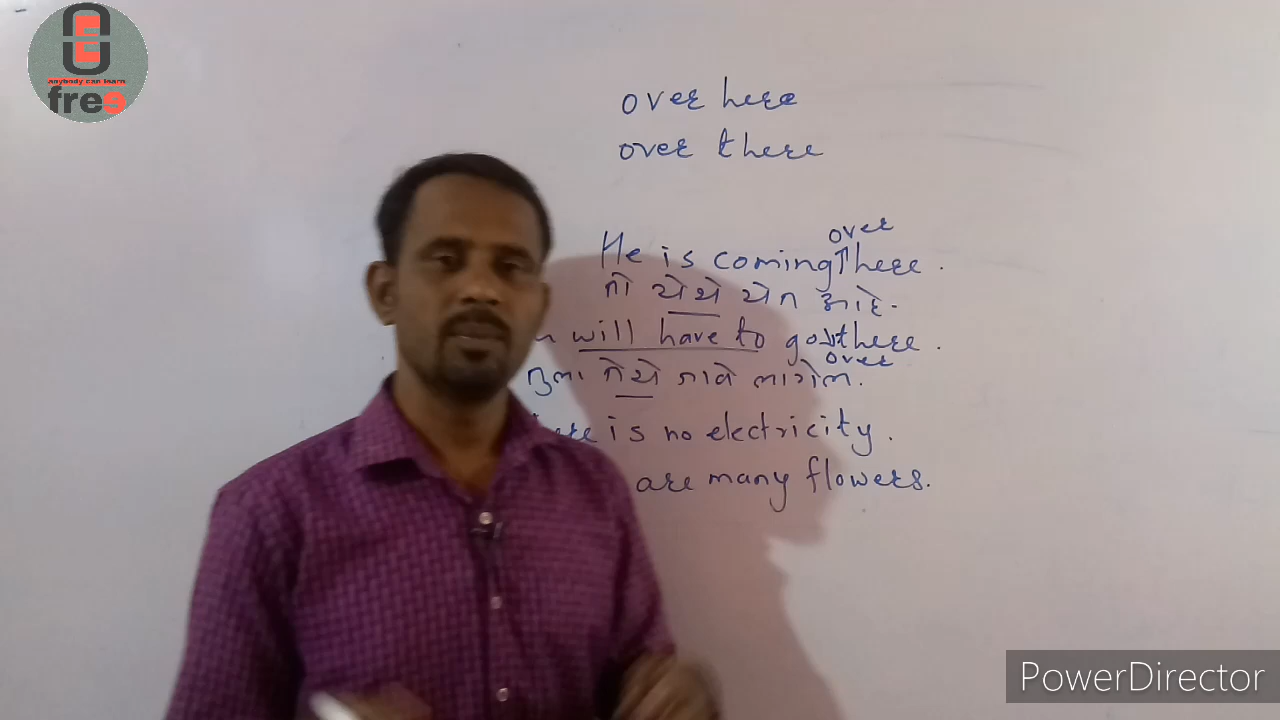 anybody can learn
free
over here
over there
over
He is coming There.
तो येथे येत आहे.
will have to go there.
over
तुला तेथे जावे लागेल.
is no electricity.
are many flowers.
PowerDirector